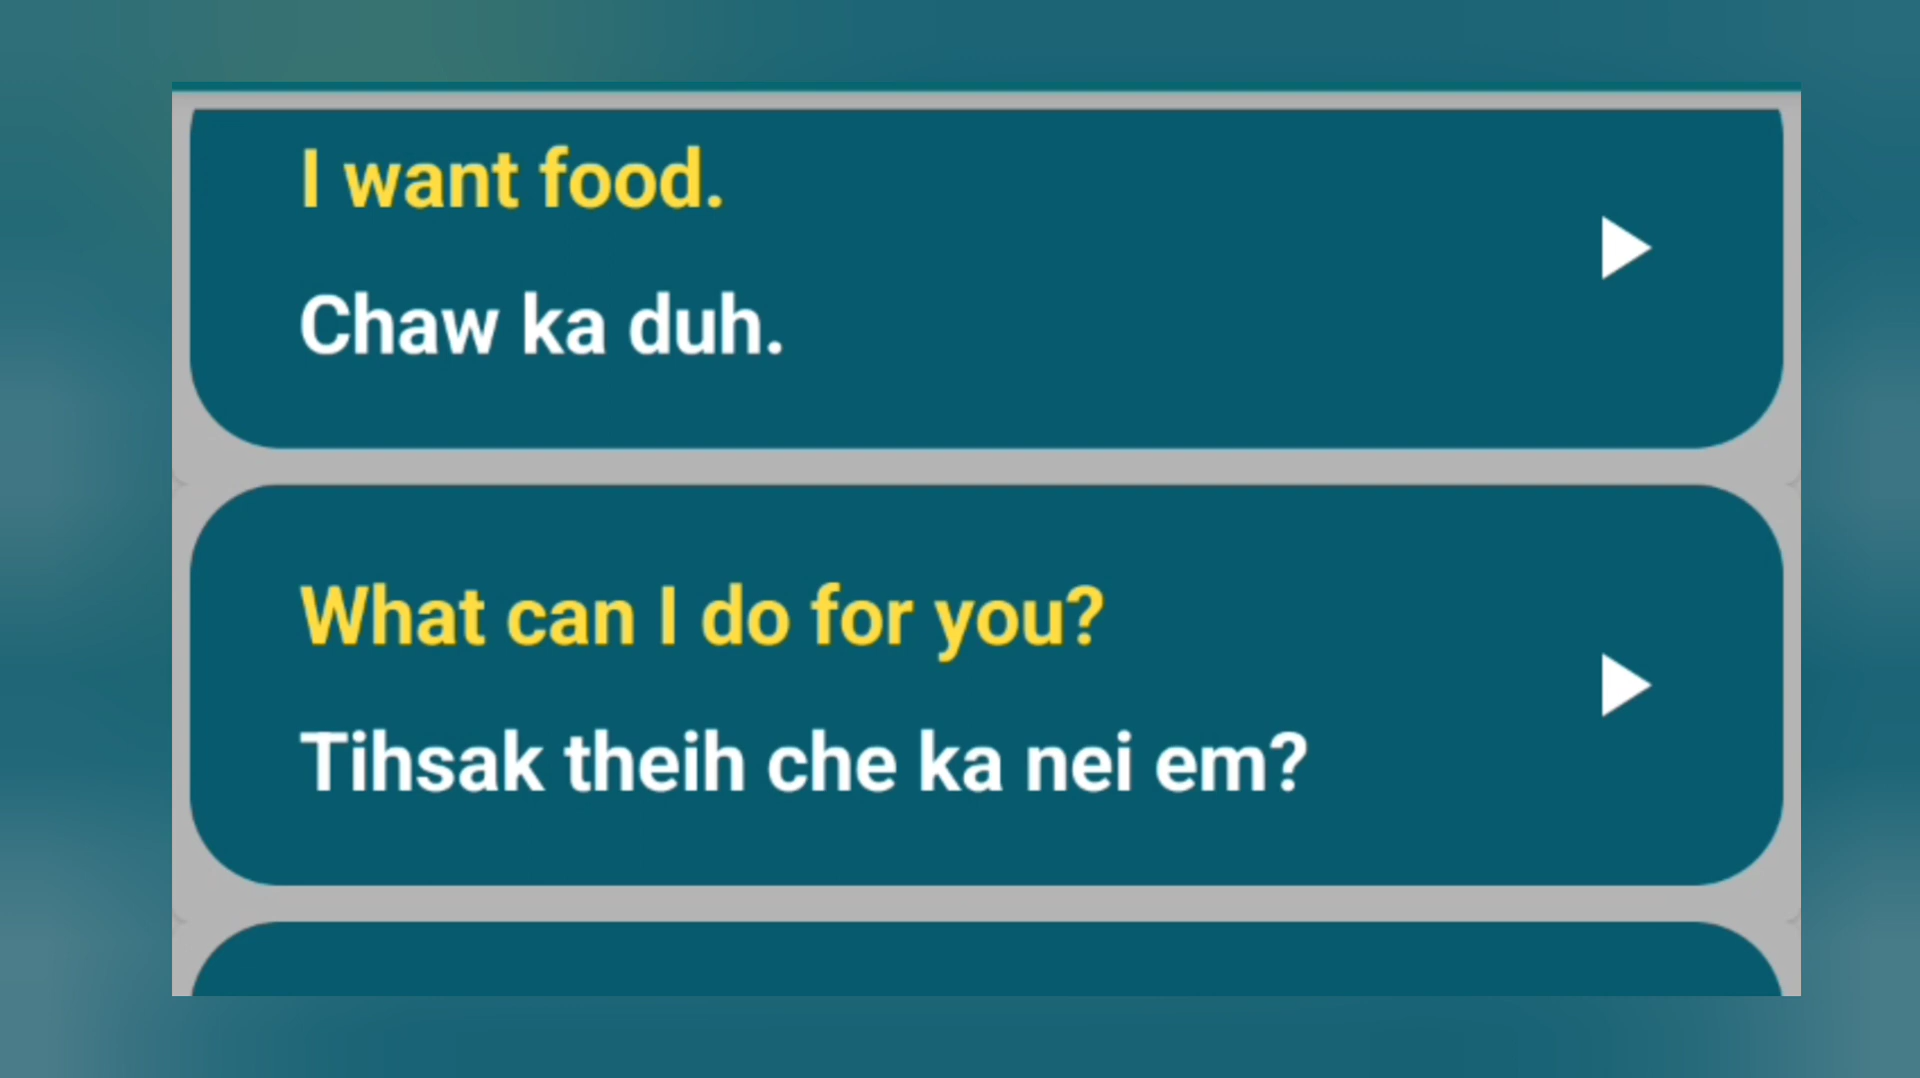 I want food.
Chaw ka duh.
What can I do for you?
Tihsak theih che ka nei em?